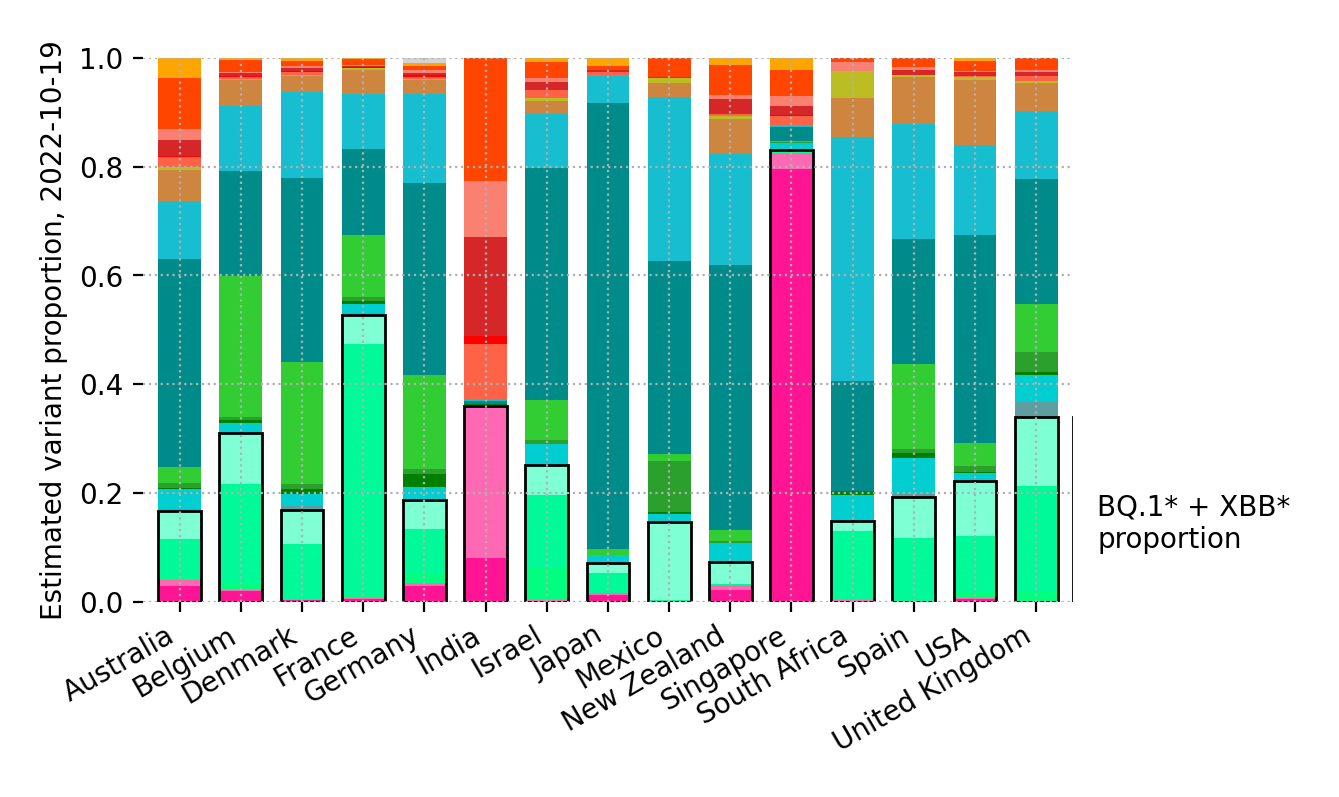 Estimated variant proportion, 2022-10-19
1.0
0.8
0.6
0.4
0.2
0.0
Australia
Belgium
Denmark
France
Germany
India
Israel
Japan
Mexico
New Zealand
Singapore
South Africa
Spain
USA
United Kingdom
BQ.1* + XBB*
proportion